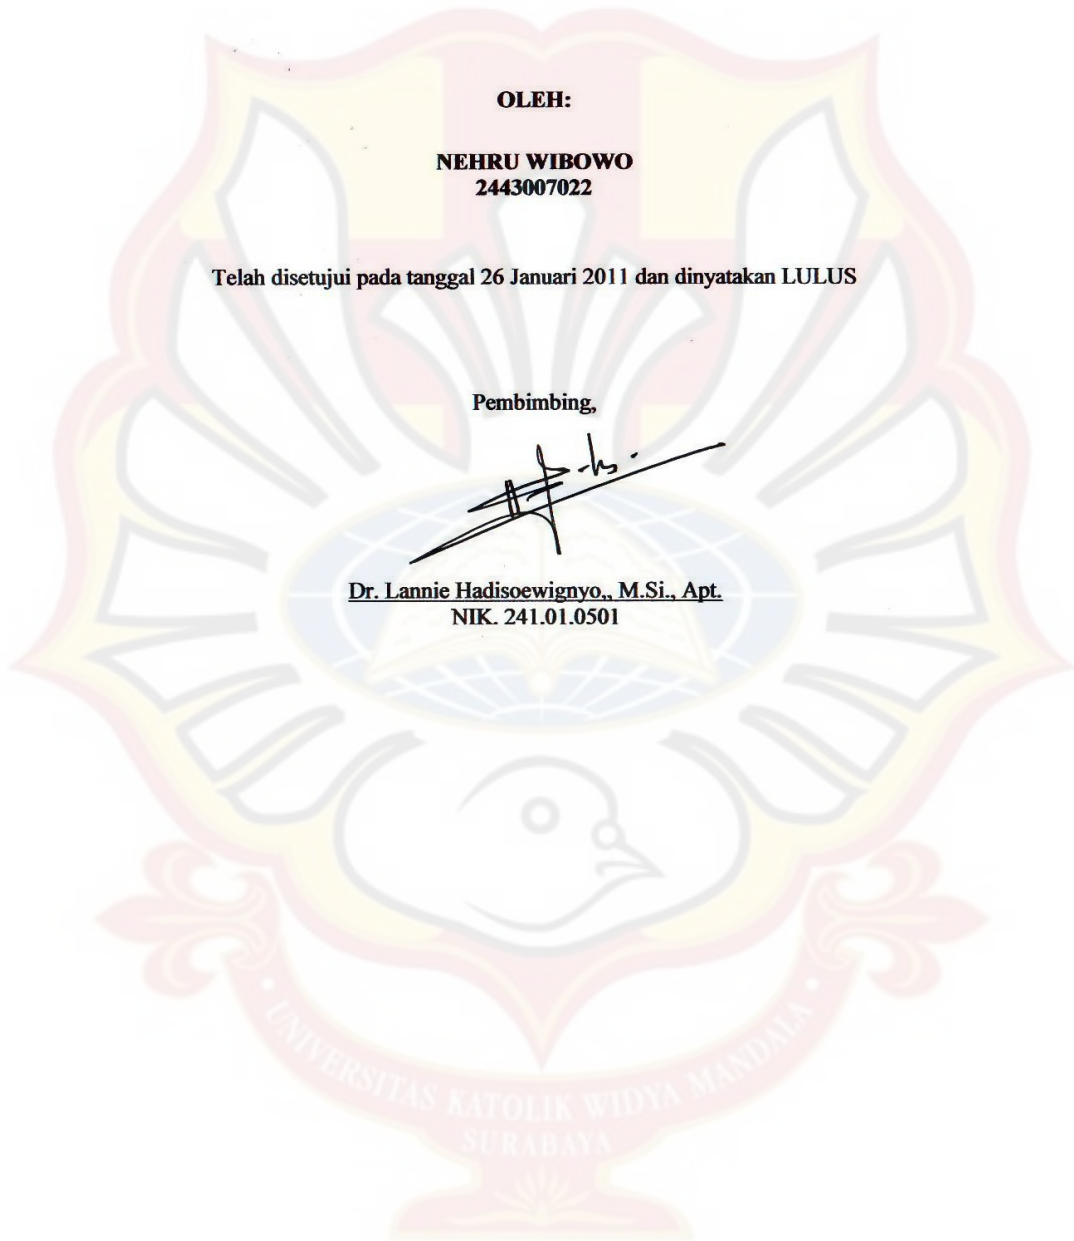 OLEH:
NEHRU WIBOWO
2443007022
Telah disetujui pada tanggal 26 Januari 2011 dan dinyatakan LULUS
Pembimbing,
Dr. Lannie Hadisoewignyo,, M.Si., Apt.
NIK. 241.01.0501
UNIVERSITAS KATOLIK WIDYA MANDALA
SURABAYA